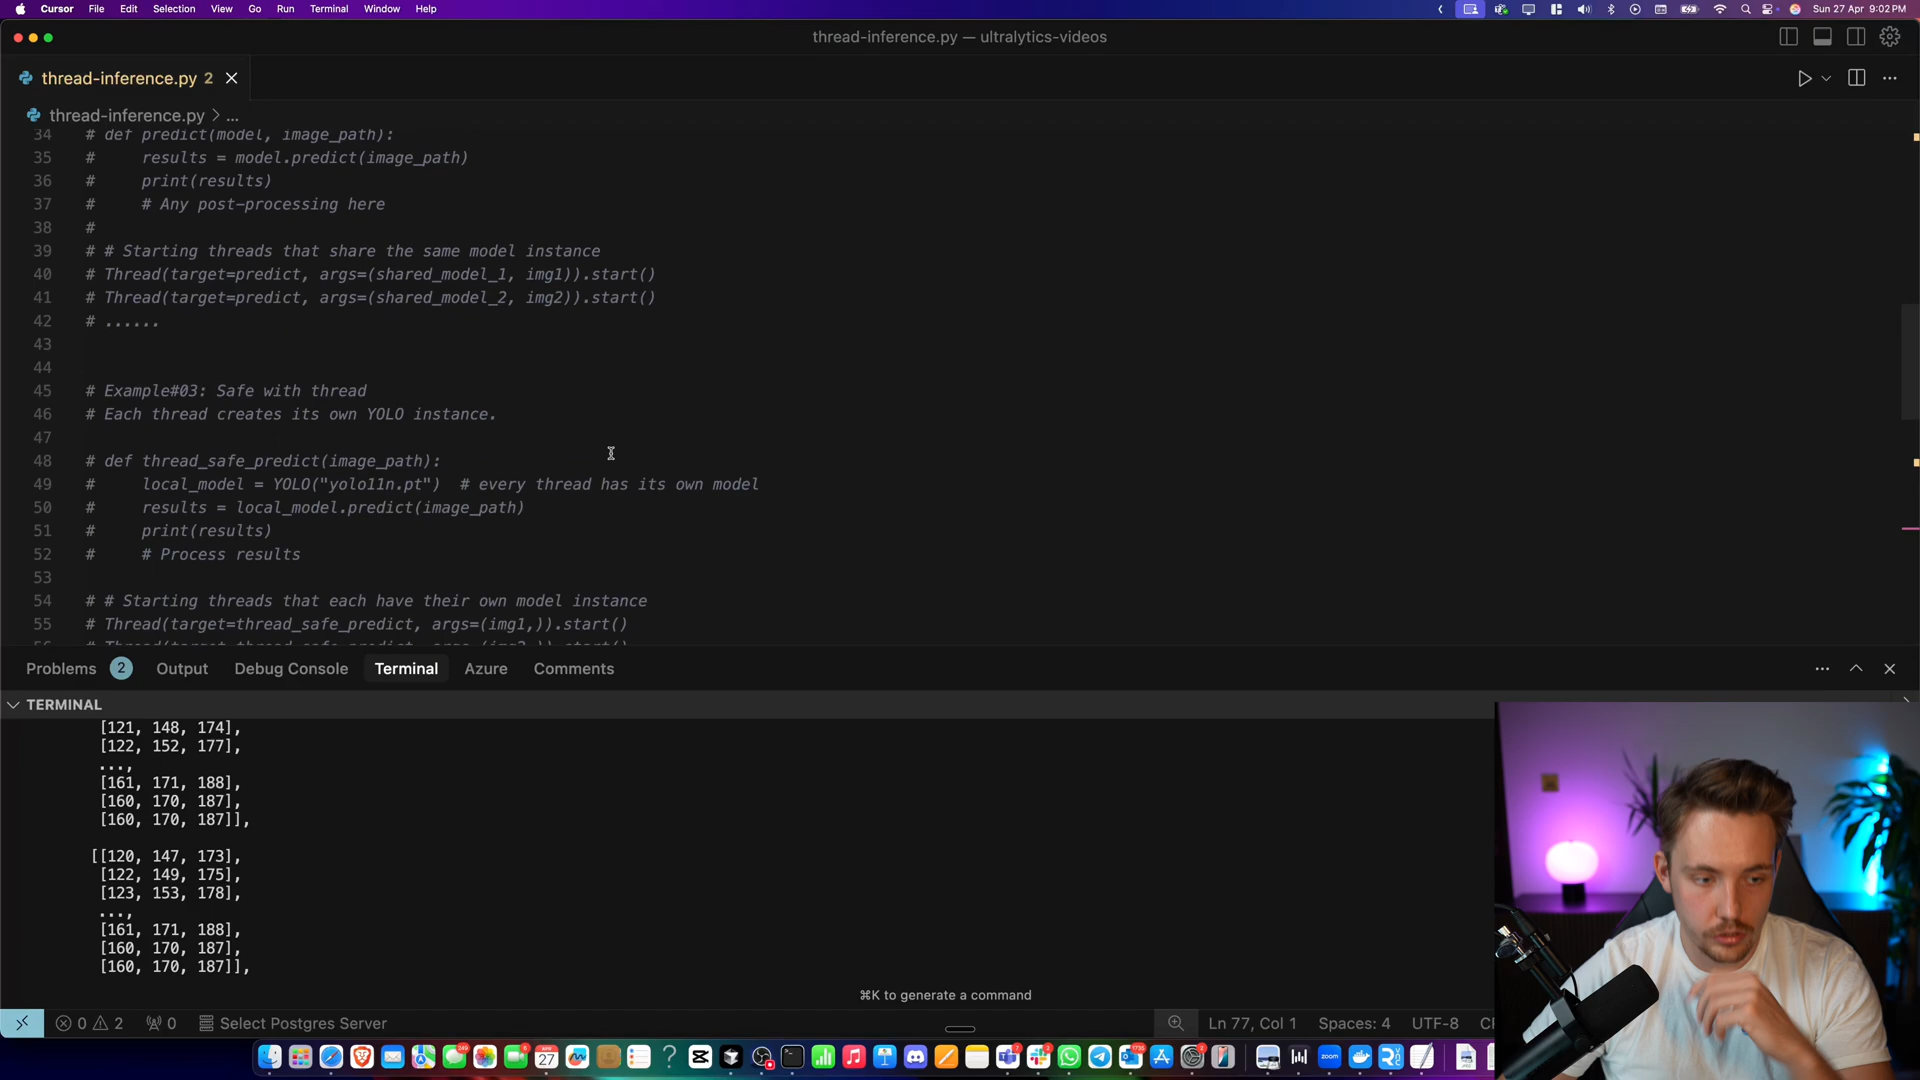 Cursor File Edit Selection View Go Run Terminal Window Help Sun 27 Apr 9:02 PM
thread-inference.py — ultralytics-videos
thread-inference.py 2
thread-inference.py > ...
34 # def predict(model, image_path):
35 #     results = model.predict(image_path)
36 #     print(results)
37 #     # Any post-processing here
38 #
39 # # Starting threads that share the same model instance
40 # Thread(target=predict, args=(shared_model_1, img1)).start()
41 # Thread(target=predict, args=(shared_model_2, img2)).start()
42 # ......
43
44
45 # Example#03: Safe with thread
46 # Each thread creates its own YOLO instance.
47
48 # def thread_safe_predict(image_path):
49 #     local_model = YOLO("yolo11n.pt")  # every thread has its own model
50 #     results = local_model.predict(image_path)
51 #     print(results)
52 #     # Process results
53
54 # # Starting threads that each have their own model instance
55 # Thread(target=thread_safe_predict, args=(img1,)).start()
Problems 2 Output Debug Console Terminal Azure Comments
TERMINAL
[121, 148, 174],
[122, 152, 177],
...,
[161, 171, 188],
[160, 170, 187],
[160, 170, 187]],
[[120, 147, 173],
[122, 149, 175],
[123, 153, 178],
...,
[161, 171, 188],
[160, 170, 187],
[160, 170, 187]],
⌘K to generate a command
0 2 0 Select Postgres Server Ln 77, Col 1 Spaces: 4 UTF-8